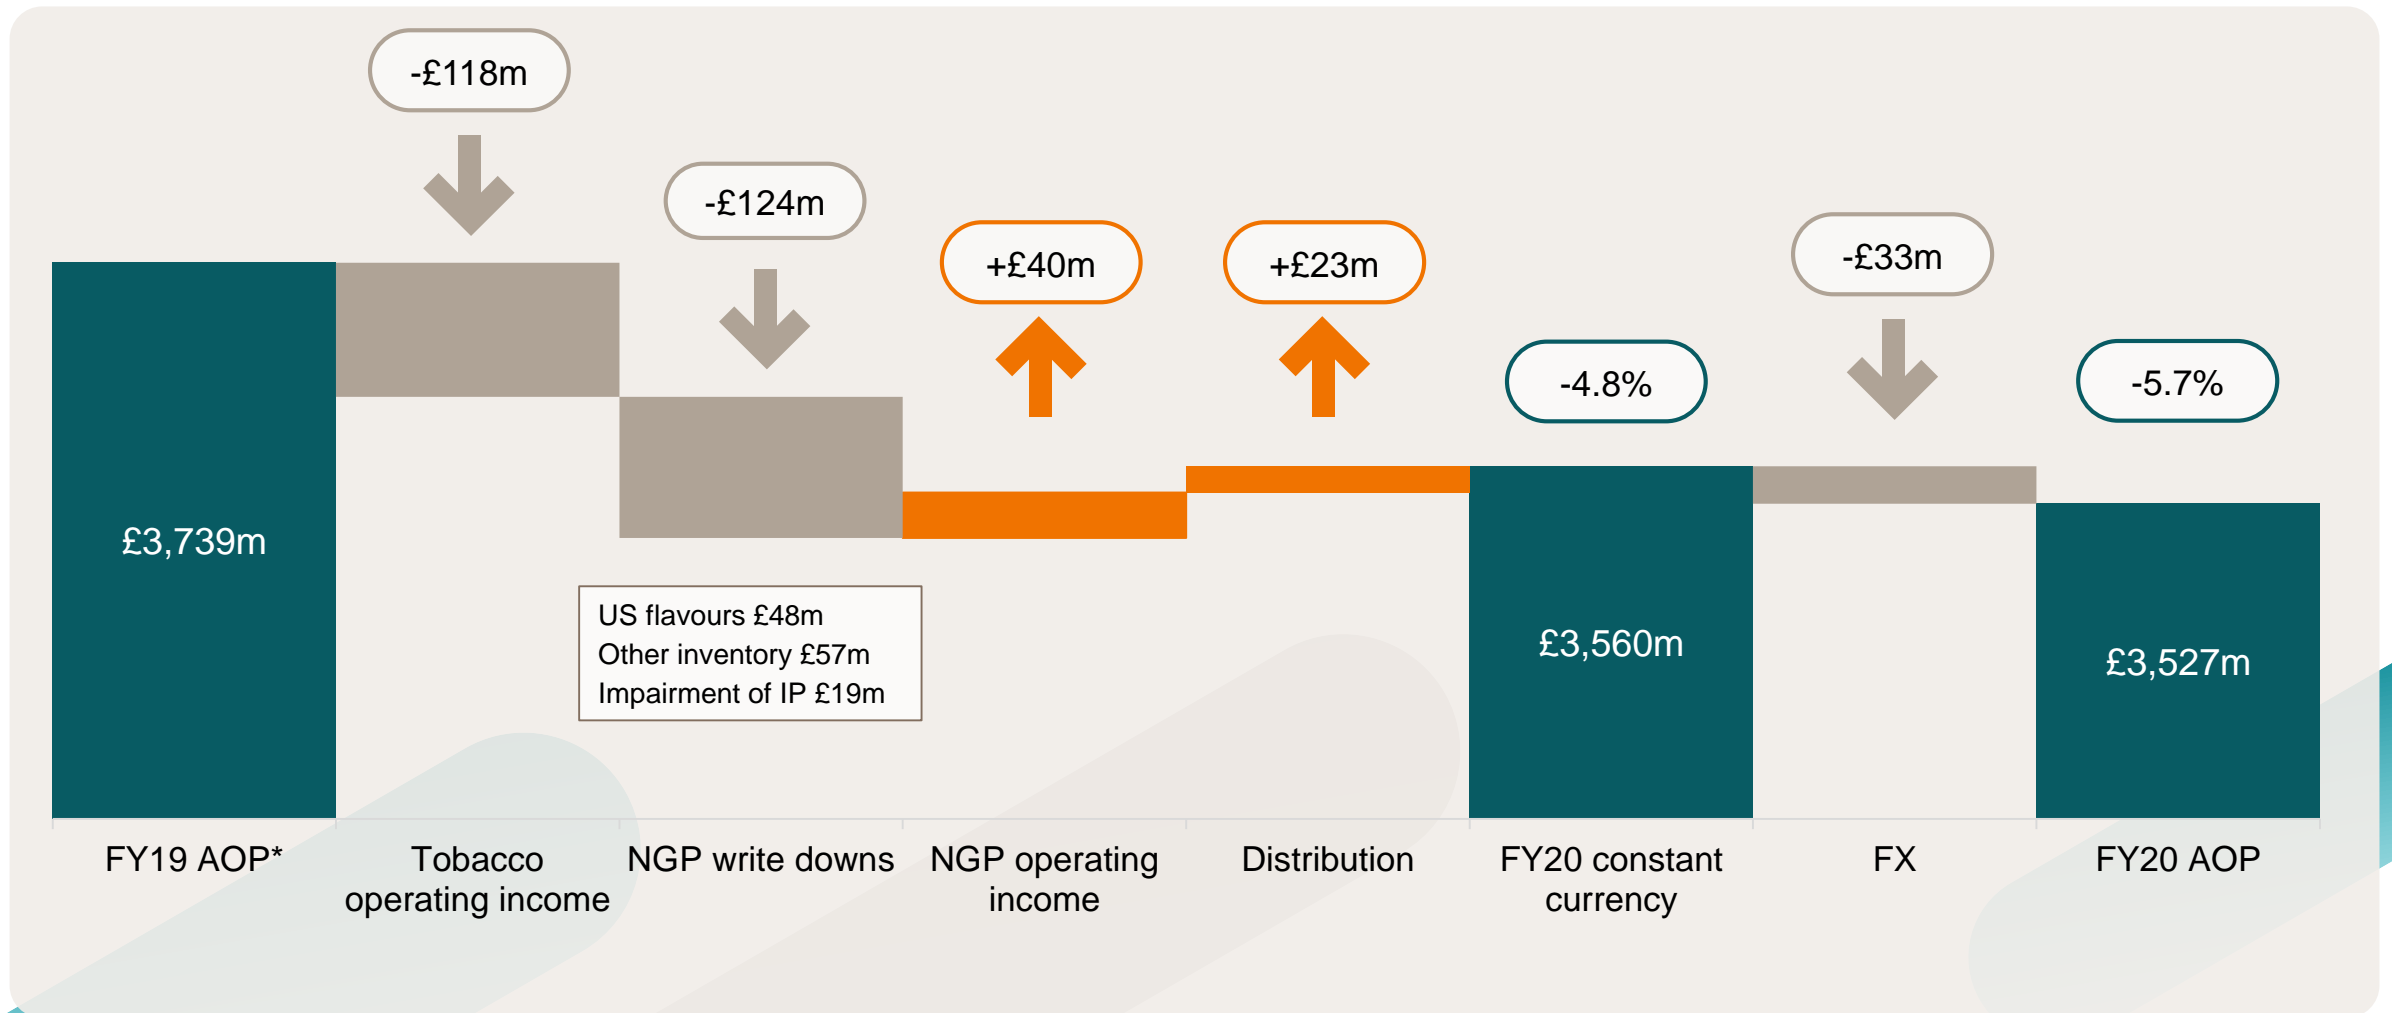 -£118m
-£124m
+£40m
+£23m
-£33m
-4.8%
-5.7%
£3,739m
US flavours £48m
Other inventory £57m
Impairment of IP £19m
£3,560m
£3,527m
FY19 AOP*
Tobacco
operating income
NGP write downs
NGP operating
income
Distribution
FY20 constant
currency
FX
FY20 AOP